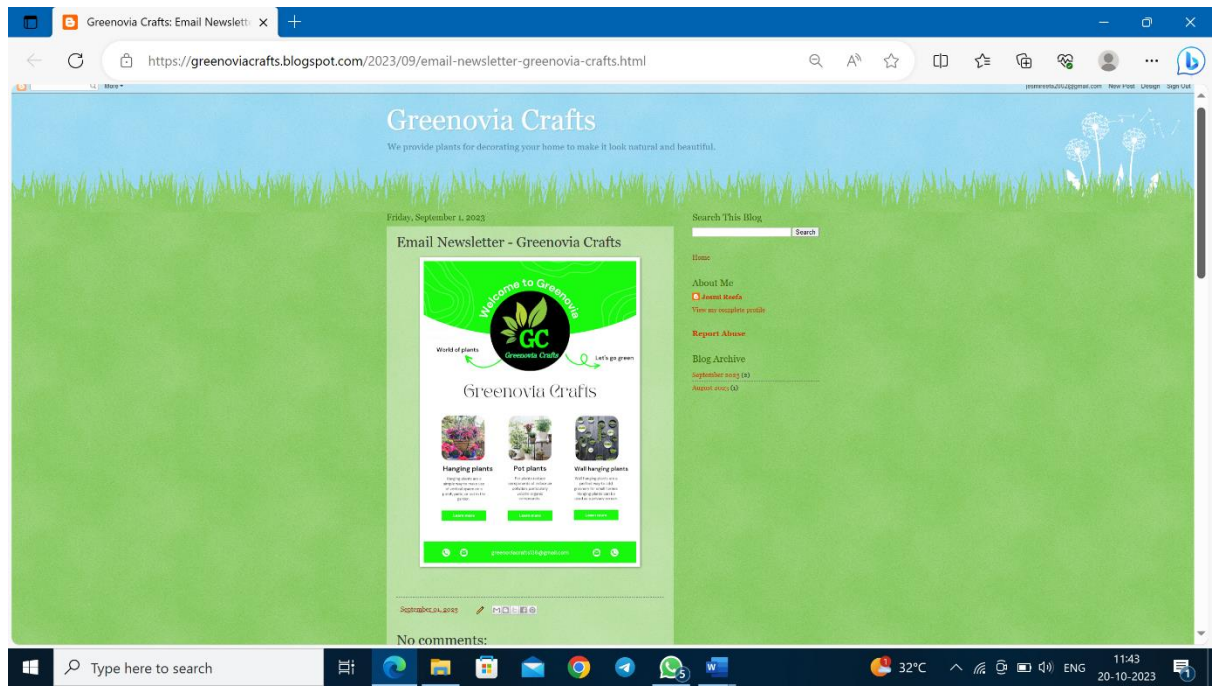 Greenovia Crafts: Email Newslett
https://greenoviacrafts.blogspot.com/2023/09/email-newsletter-greenovia-crafts.html
More
New Post Design Sign Out
Greenovia Crafts
We provide plants for decorating your home to make it look natural and beautiful.
Friday, September 1, 2023
Email Newsletter - Greenovia Crafts
Welcome to Greenovia
GC
Greenovia Crafts
World of plants
Let's go green
Greenovia Crafts
Hanging plants
Pot plants
Wall hanging plants
Learn more
Learn more
Learn more
September 01, 2023
No comments:
Search This Blog
Search
Home
About Me
View my complete profile
Report Abuse
Blog Archive
September 2023 (2)
August 2023 (1)
Type here to search
5
W
32°C
ENG
11:43
20-10-2023
1